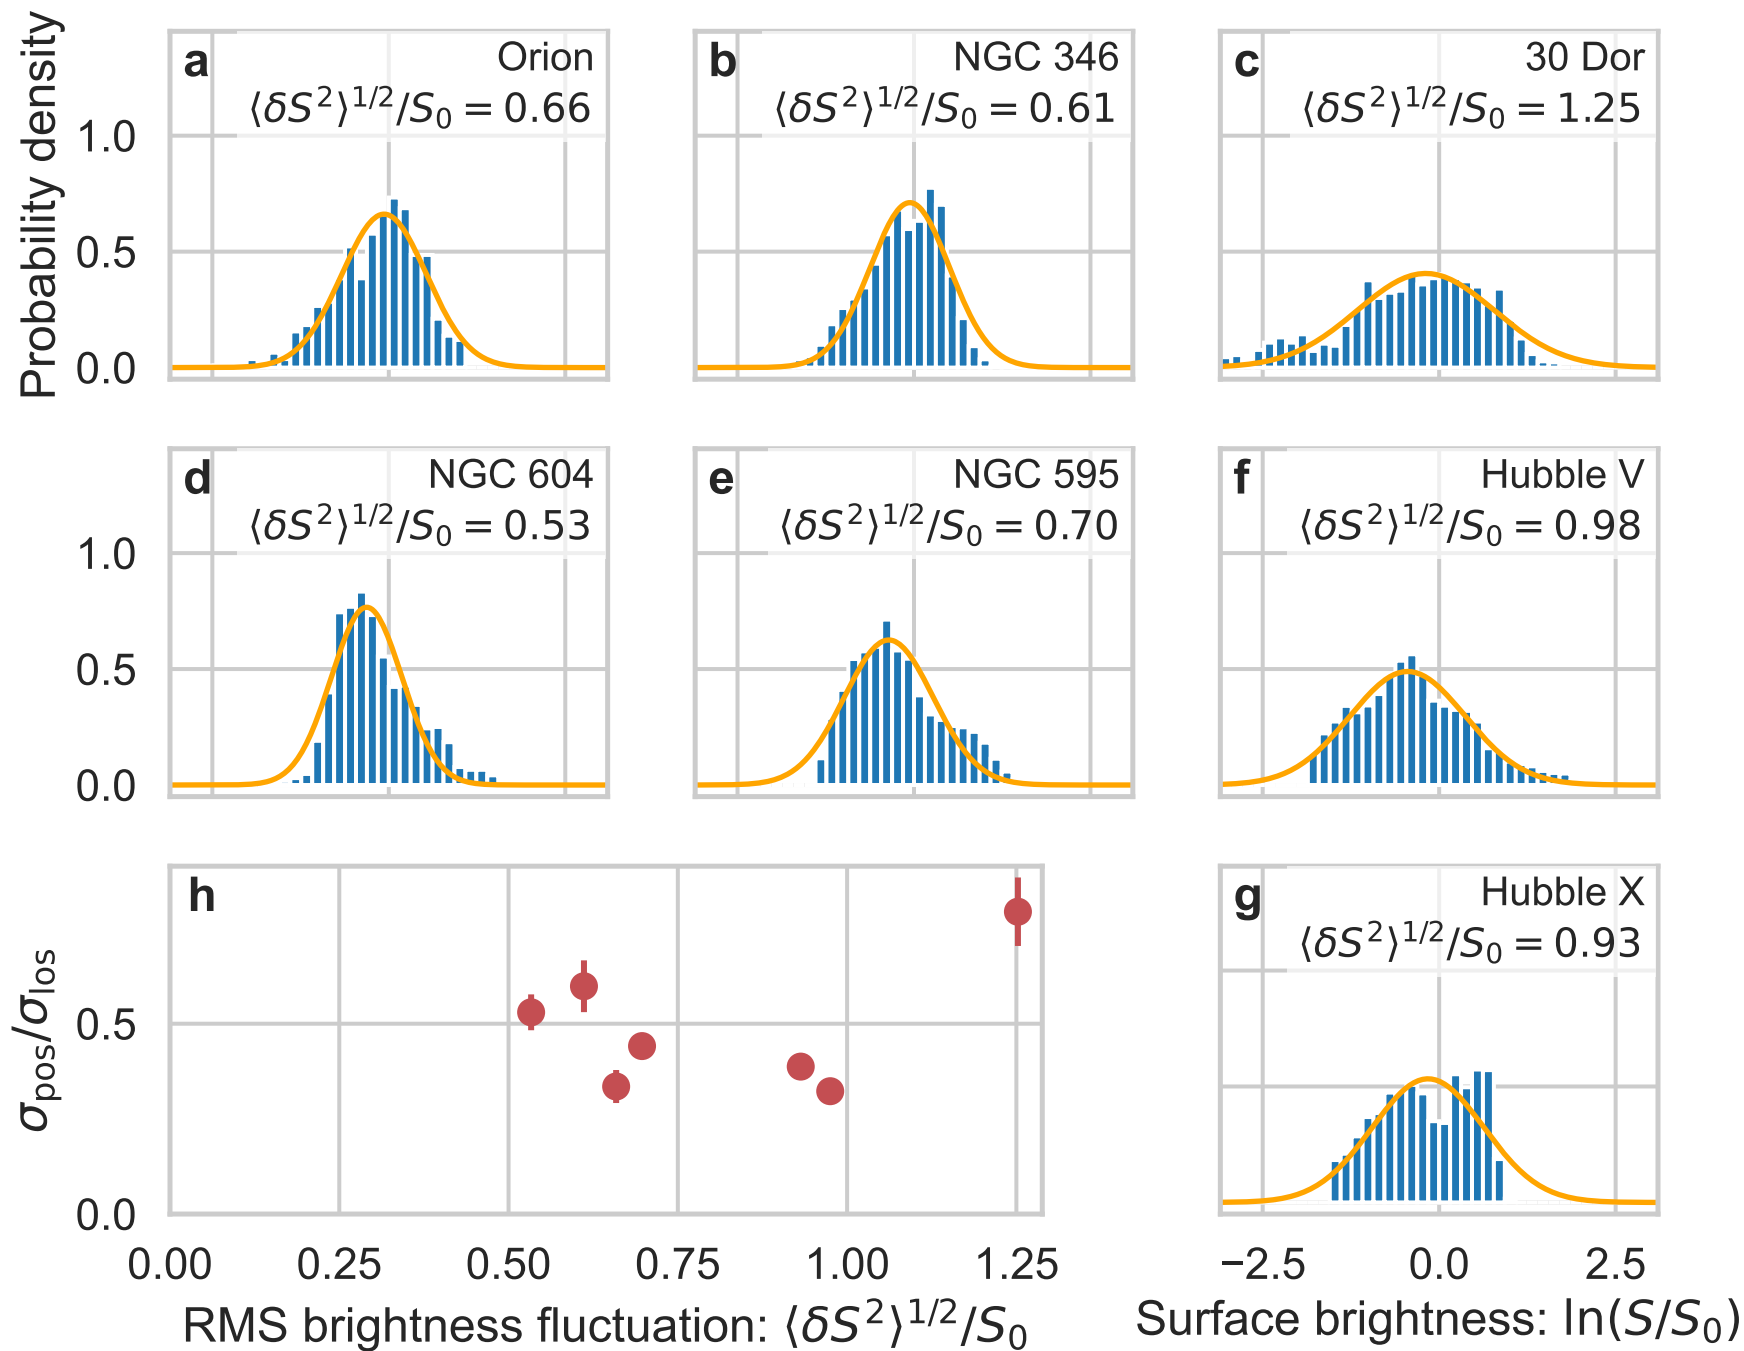 a
Orion
⟨δS²⟩¹/²/S₀ = 0.66
b
NGC 346
⟨δS²⟩¹/²/S₀ = 0.61
c
30 Dor
⟨δS²⟩¹/²/S₀ = 1.25
Probability density
1.0
0.5
0.0
d
NGC 604
⟨δS²⟩¹/²/S₀ = 0.53
e
NGC 595
⟨δS²⟩¹/²/S₀ = 0.70
f
Hubble V
⟨δS²⟩¹/²/S₀ = 0.98
1.0
0.5
0.0
h
σpos/σlos
0.5
0.0
0.00 0.25 0.50 0.75 1.00 1.25
RMS brightness fluctuation: ⟨δS²⟩¹/²/S₀
g
Hubble X
⟨δS²⟩¹/²/S₀ = 0.93
−2.5 0.0 2.5
Surface brightness: ln(S/S₀)